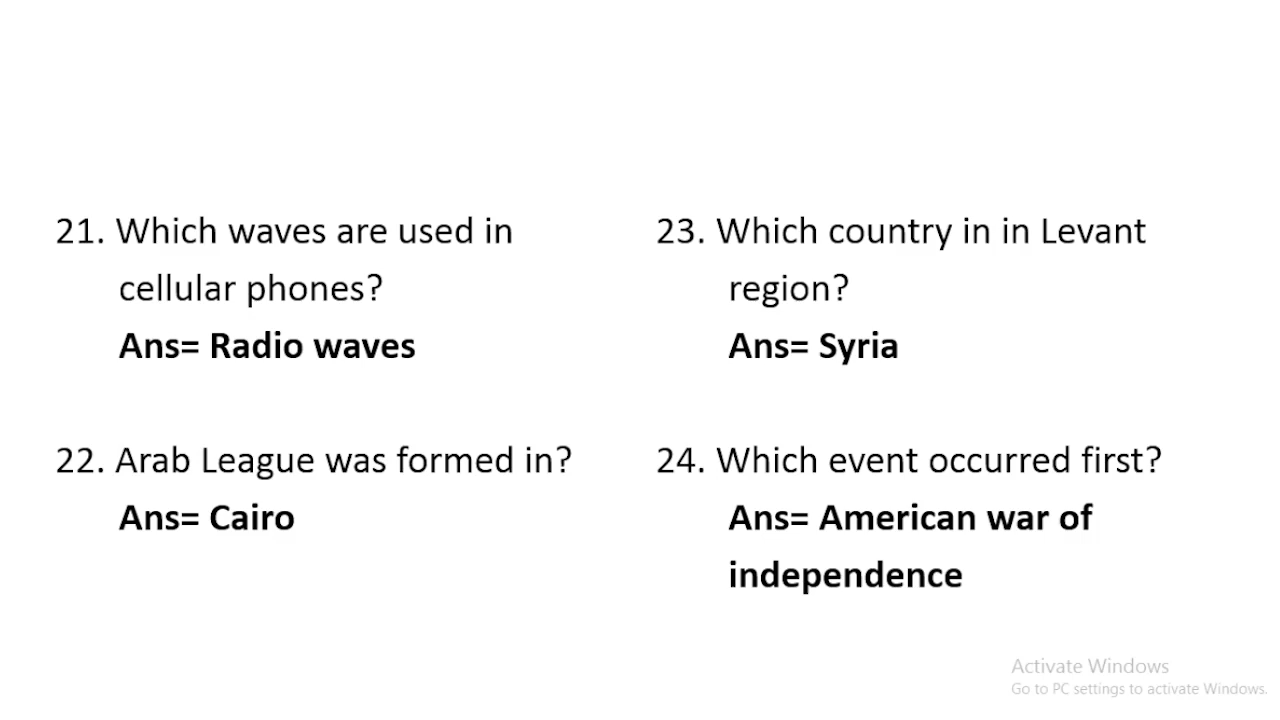 21. Which waves are used in
cellular phones?
Ans= Radio waves
22. Arab League was formed in?
Ans= Cairo
23. Which country in in Levant
region?
Ans= Syria
24. Which event occurred first?
Ans= American war of
independence
Activate Windows
Go to PC settings to activate Windows.